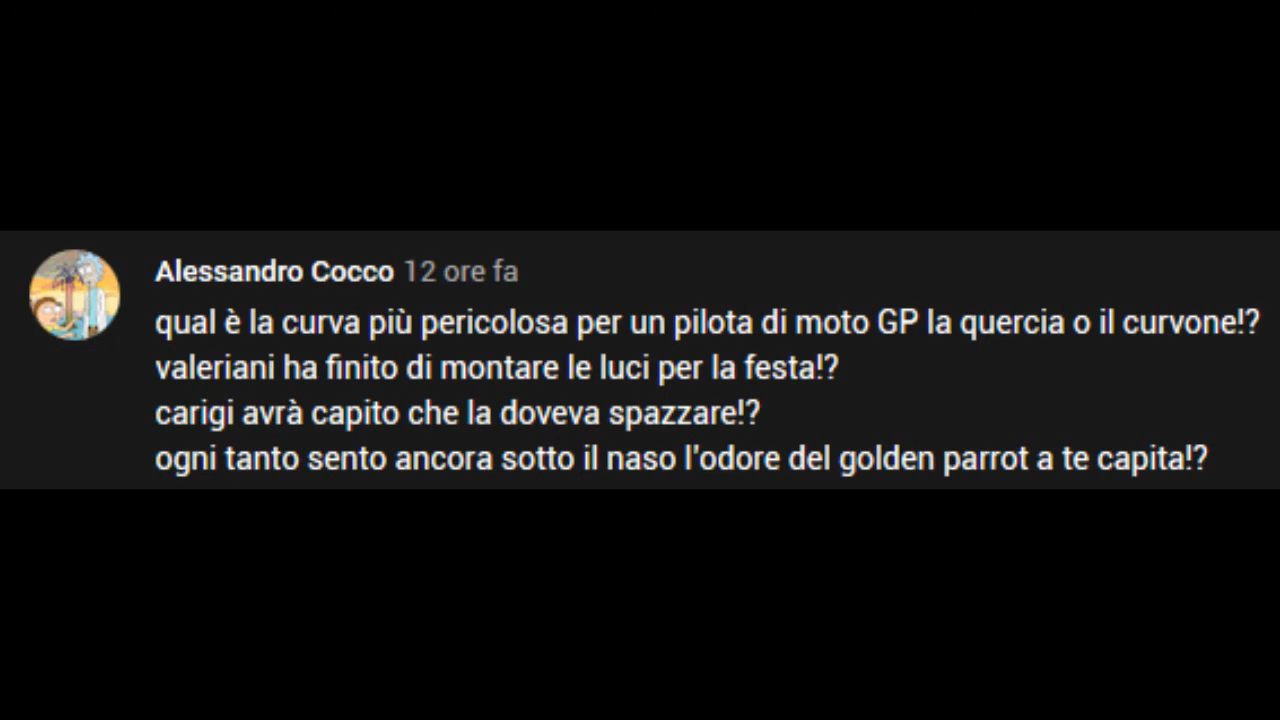 Alessandro Cocco 12 ore fa
qual è la curva più pericolosa per un pilota di moto GP la quercia o il curvone!?
valeriani ha finito di montare le luci per la festa!?
carigi avrà capito che la doveva spazzare!?
ogni tanto sento ancora sotto il naso l'odore del golden parrot a te capita!?